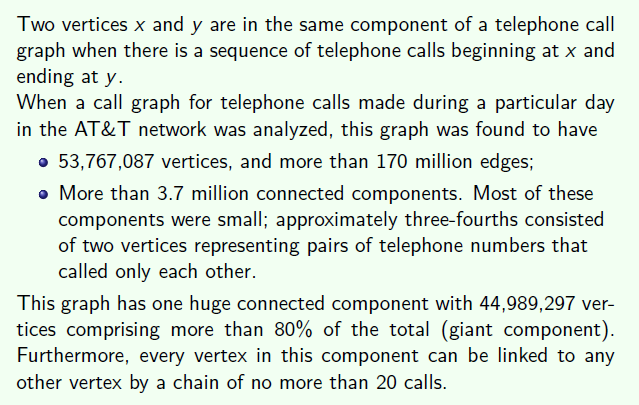 Two vertices x and y are in the same component of a telephone call
graph when there is a sequence of telephone calls beginning at x and
ending at y.
When a call graph for telephone calls made during a particular day
in the AT&T network was analyzed, this graph was found to have
• 53,767,087 vertices, and more than 170 million edges;
• More than 3.7 million connected components. Most of these
components were small; approximately three-fourths consisted
of two vertices representing pairs of telephone numbers that
called only each other.
This graph has one huge connected component with 44,989,297 ver-
tices comprising more than 80% of the total (giant component).
Furthermore, every vertex in this component can be linked to any
other vertex by a chain of no more than 20 calls.